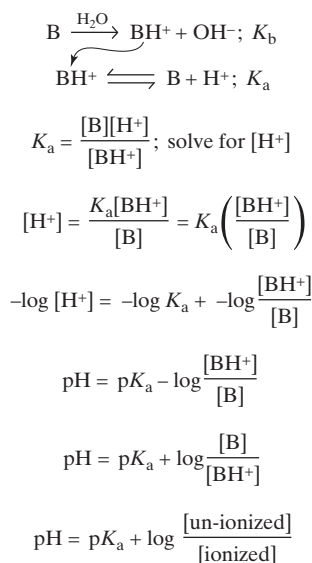 B —H₂O→ BH⁺ + OH⁻; K_b
BH⁺ ⇌ B + H⁺; K_a
K_a = [B][H⁺] / [BH⁺]; solve for [H⁺]
[H⁺] = K_a[BH⁺] / [B] = K_a([BH⁺] / [B])
–log [H⁺] = –log K_a + –log [BH⁺] / [B]
pH = pK_a – log [BH⁺] / [B]
pH = pK_a + log [B] / [BH⁺]
pH = pK_a + log [un-ionized] / [ionized]